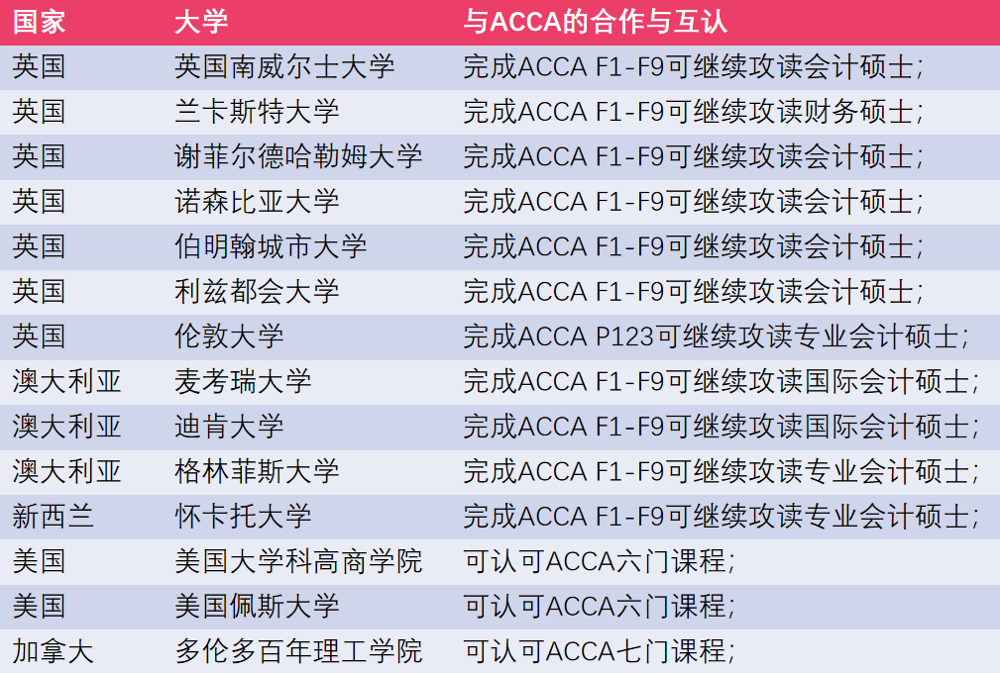 国家 大学 与ACCA的合作与互认
英国 英国南威尔士大学 完成ACCA F1-F9可继续攻读会计硕士；
英国 兰卡斯特大学 完成ACCA F1-F9可继续攻读财务硕士；
英国 谢菲尔德哈勒姆大学 完成ACCA F1-F9可继续攻读会计硕士；
英国 诺森比亚大学 完成ACCA F1-F9可继续攻读会计硕士；
英国 伯明翰城市大学 完成ACCA F1-F9可继续攻读会计硕士；
英国 利兹都会大学 完成ACCA F1-F9可继续攻读会计硕士；
英国 伦敦大学 完成ACCA P123可继续攻读专业会计硕士；
澳大利亚 麦考瑞大学 完成ACCA F1-F9可继续攻读国际会计硕士；
澳大利亚 迪肯大学 完成ACCA F1-F9可继续攻读国际会计硕士；
澳大利亚 格林菲斯大学 完成ACCA F1-F9可继续攻读专业会计硕士；
新西兰 怀卡托大学 完成ACCA F1-F9可继续攻读专业会计硕士；
美国 美国大学科高商学院 可认可ACCA六门课程；
美国 美国佩斯大学 可认可ACCA六门课程；
加拿大 多伦多百年理工学院 可认可ACCA七门课程；